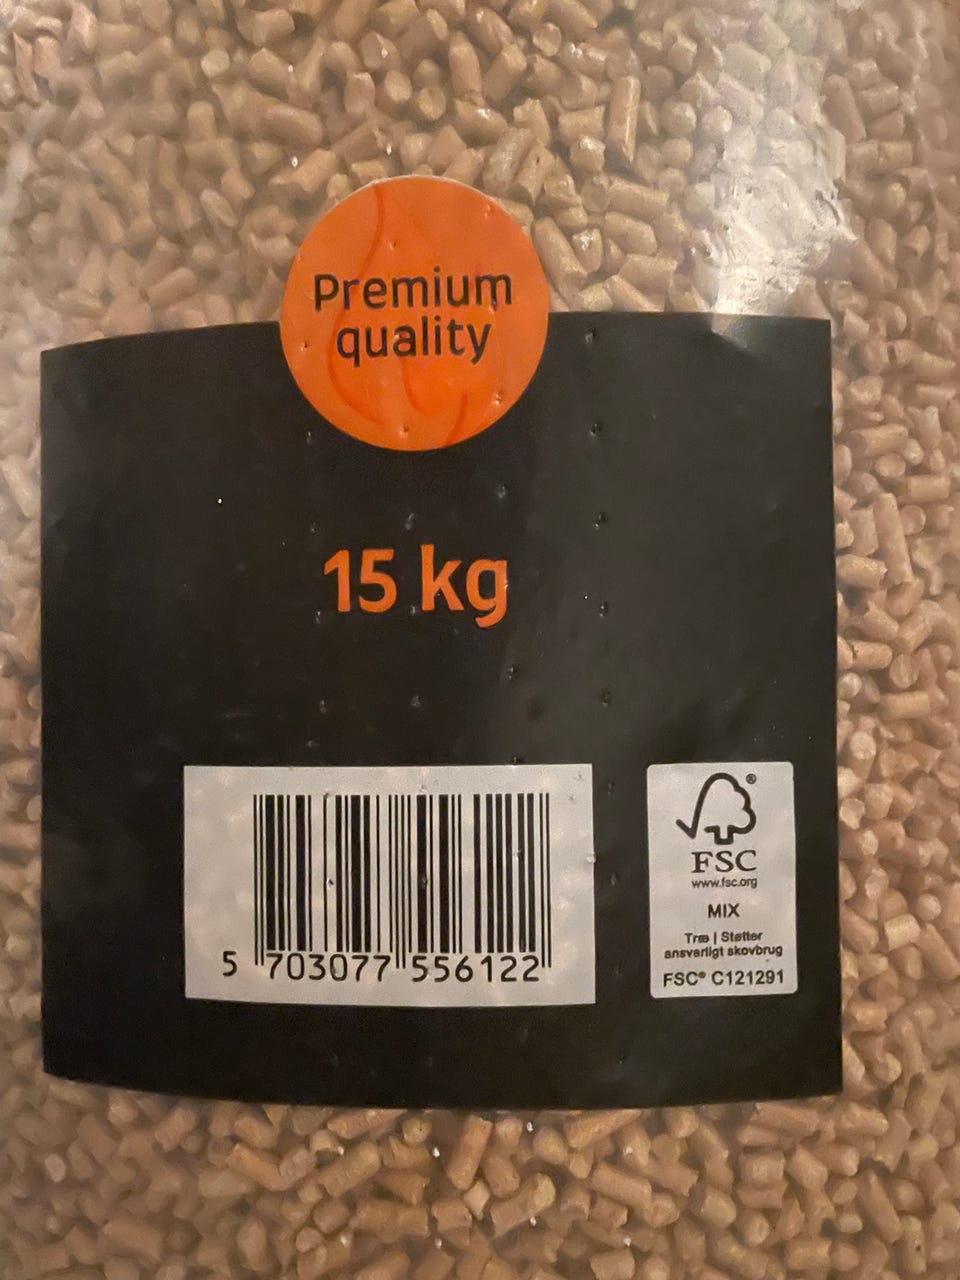 Premium
quality
15 kg
5 703077 556122
®
FSC
www.fsc.org
MIX
Træ | Støtter
ansvarligt skovbrug
FSC® C121291